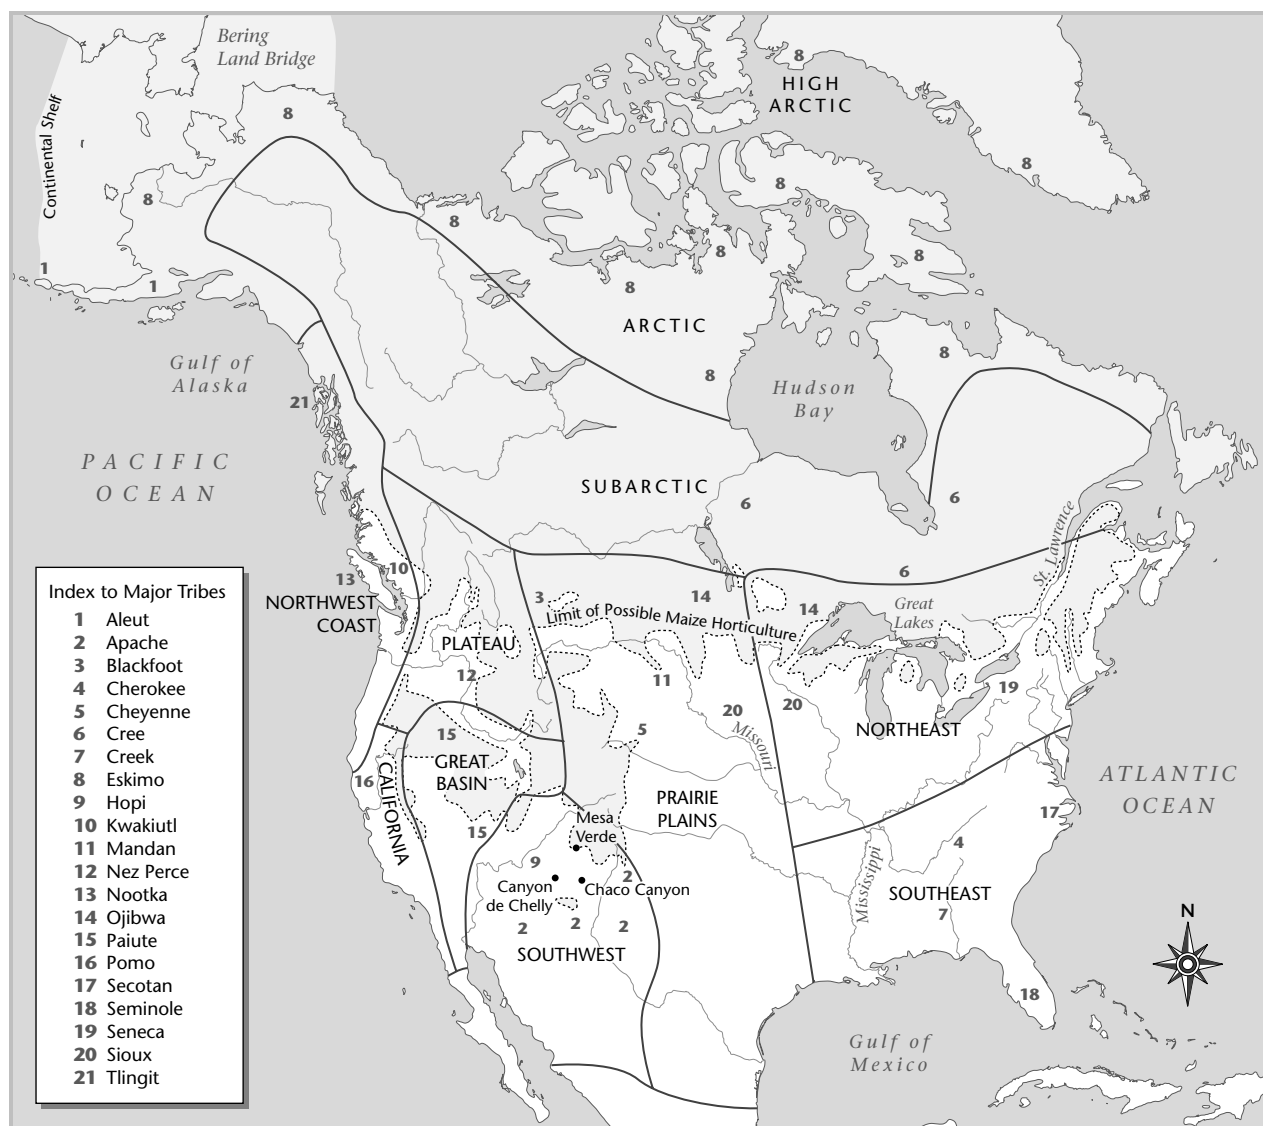 Bering
Land Bridge
8
HIGH
ARCTIC
8
Continental Shelf
8
8
8
8
8
8
8
1
1
8
ARCTIC
Gulf of
Alaska
8
8
Hudson
Bay
21
PACIFIC
OCEAN
SUBARCTIC
6
6
St. Lawrence
13
10
6
6
NORTHWEST
COAST
3
14
14
Great
Lakes
Limit of Possible Maize Horticulture
PLATEAU
12
11
19
20
20
Missouri
NORTHEAST
15
5
GREAT
BASIN
16
CALIFORNIA
ATLANTIC
OCEAN
PRAIRIE
PLAINS
Mesa
Verde
15
17
4
9
2
Canyon
de Chelly
Chaco Canyon
Mississippi
SOUTHEAST
7
2
2
2
SOUTHWEST
N
18
Gulf of
Mexico
Index to Major Tribes
1 Aleut
2 Apache
3 Blackfoot
4 Cherokee
5 Cheyenne
6 Cree
7 Creek
8 Eskimo
9 Hopi
10 Kwakiutl
11 Mandan
12 Nez Perce
13 Nootka
14 Ojibwa
15 Paiute
16 Pomo
17 Secotan
18 Seminole
19 Seneca
20 Sioux
21 Tlingit